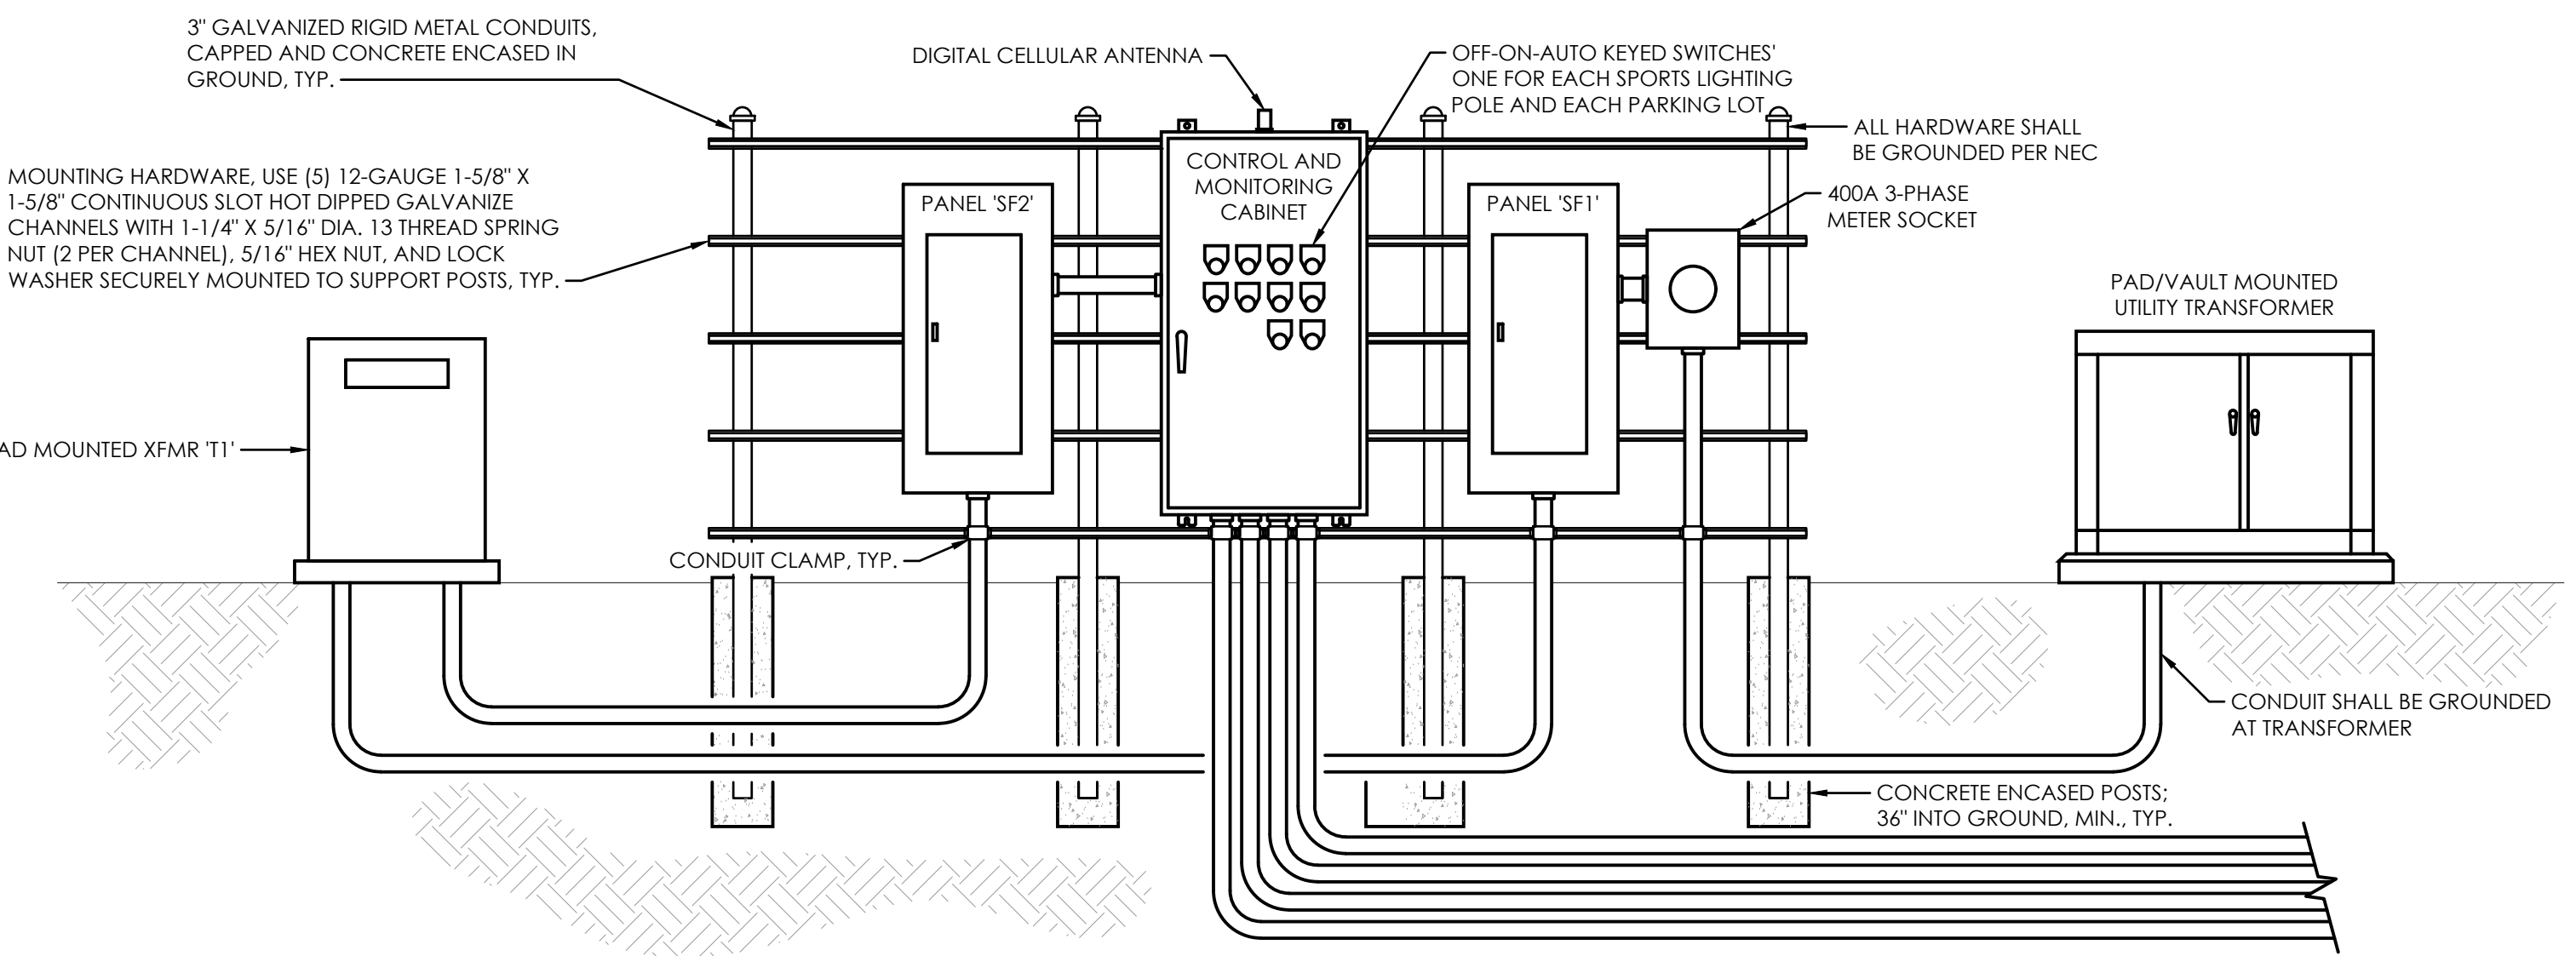 3" GALVANIZED RIGID METAL CONDUITS,
CAPPED AND CONCRETE ENCASED IN
GROUND, TYP.
DIGITAL CELLULAR ANTENNA
OFF-ON-AUTO KEYED SWITCHES'
ONE FOR EACH SPORTS LIGHTING
POLE AND EACH PARKING LOT
ALL HARDWARE SHALL
BE GROUNDED PER NEC
MOUNTING HARDWARE, USE (5) 12-GAUGE 1-5/8" X
1-5/8" CONTINUOUS SLOT HOT DIPPED GALVANIZE
CHANNELS WITH 1-1/4" X 5/16" DIA. 13 THREAD SPRING
NUT (2 PER CHANNEL), 5/16" HEX NUT, AND LOCK
WASHER SECURELY MOUNTED TO SUPPORT POSTS, TYP.
CONTROL AND
MONITORING
CABINET
PANEL 'SF2'
PANEL 'SF1'
400A 3-PHASE
METER SOCKET
PAD/VAULT MOUNTED
UTILITY TRANSFORMER
AD MOUNTED XFMR 'T1'
CONDUIT CLAMP, TYP.
CONDUIT SHALL BE GROUNDED
AT TRANSFORMER
CONCRETE ENCASED POSTS;
36" INTO GROUND, MIN., TYP.